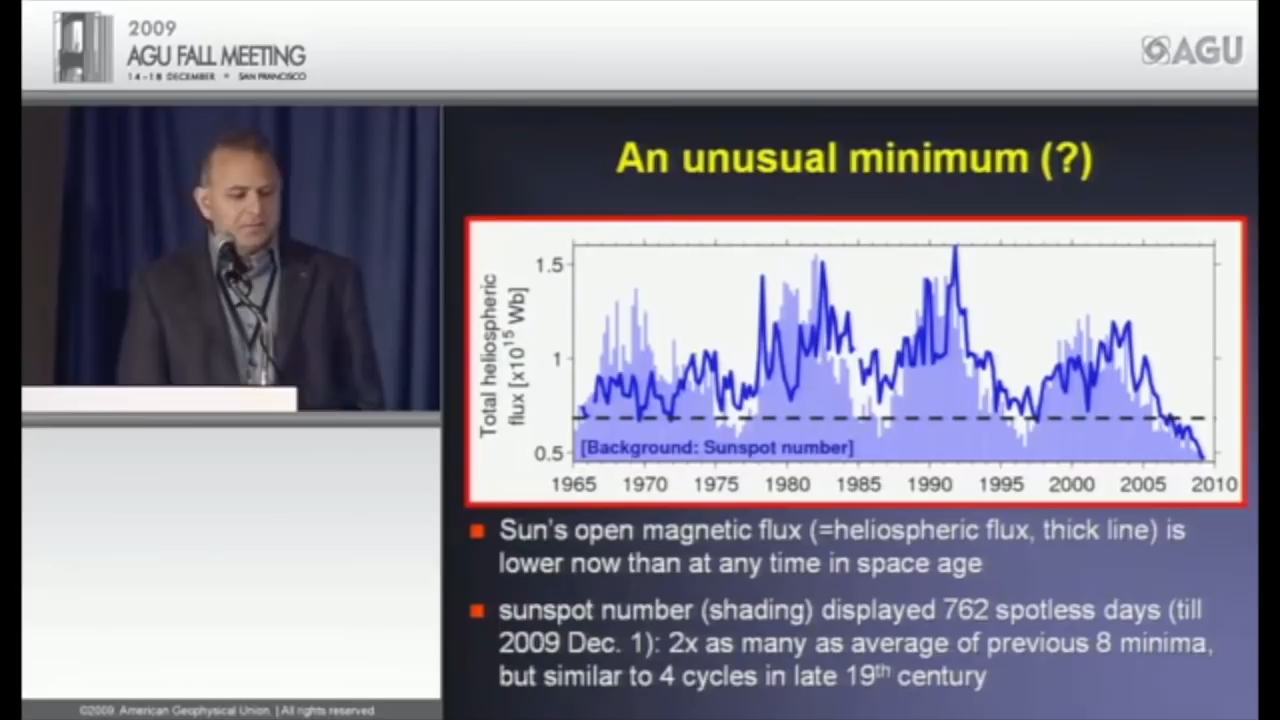 2009
AGU FALL MEETING
14-18 DECEMBER • SAN FRANCISCO
AGU
An unusual minimum (?)
Total heliospheric
flux [x10¹⁵ Wb]
1.5
1
0.5
[Background: Sunspot number]
1965 1970 1975 1980 1985 1990 1995 2000 2005 2010
■ Sun's open magnetic flux (=heliospheric flux, thick line) is
lower now than at any time in space age
■ sunspot number (shading) displayed 762 spotless days (till
2009 Dec. 1): 2x as many as average of previous 8 minima,
but similar to 4 cycles in late 19ᵗʰ century
©2009. American Geophysical Union. | All rights reserved.